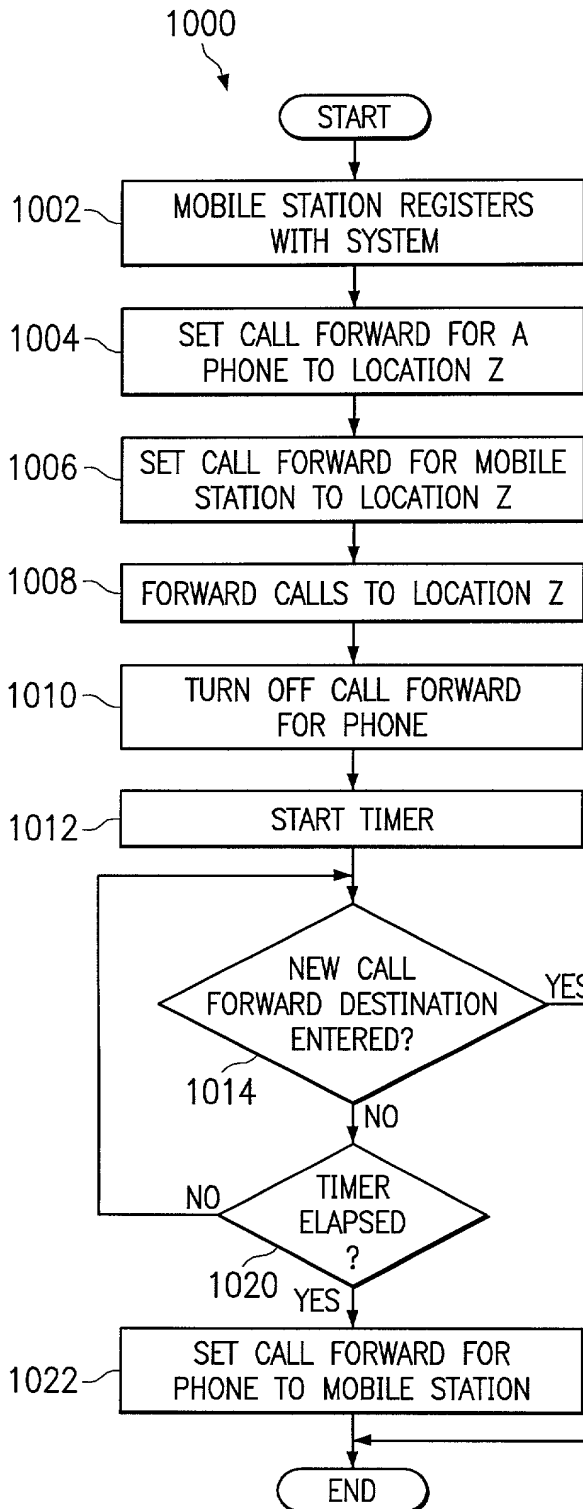 1000
START
1002
MOBILE STATION REGISTERS
WITH SYSTEM
1004
SET CALL FORWARD FOR A
PHONE TO LOCATION Z
1006
SET CALL FORWARD FOR MOBILE
STATION TO LOCATION Z
1008
FORWARD CALLS TO LOCATION Z
1010
TURN OFF CALL FORWARD
FOR PHONE
1012
START TIMER
NEW CALL
FORWARD DESTINATION
ENTERED?
YES
1014
NO
NO
TIMER
ELAPSED
?
1020
YES
1022
SET CALL FORWARD FOR
PHONE TO MOBILE STATION
END